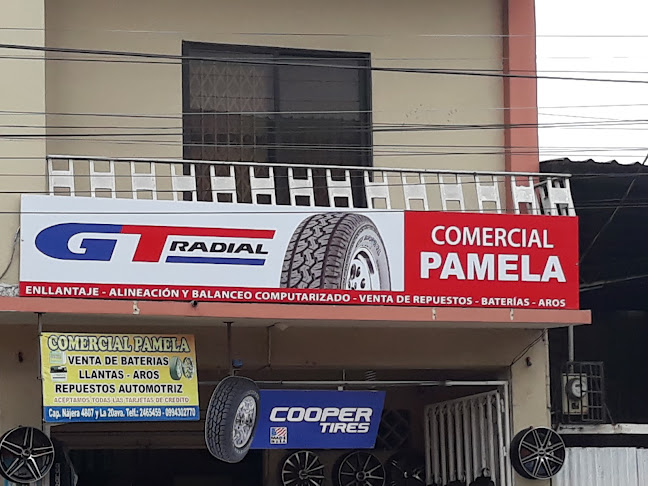 GT RADIAL
COMERCIAL
PAMELA
ENLLANTAJE - ALINEACIÓN Y BALANCEO COMPUTARIZADO - VENTA DE REPUESTOS - BATERÍAS - AROS
COMERCIAL PAMELA
VENTA DE BATERIAS
LLANTAS - AROS
REPUESTOS AUTOMOTRIZ
ACEPTAMOS TODAS LAS TARJETAS DE CREDITO
Cap. Nájera 4807 y La 20ava. Telf.: 2465459 - 0994302770
COOPER
TIRES